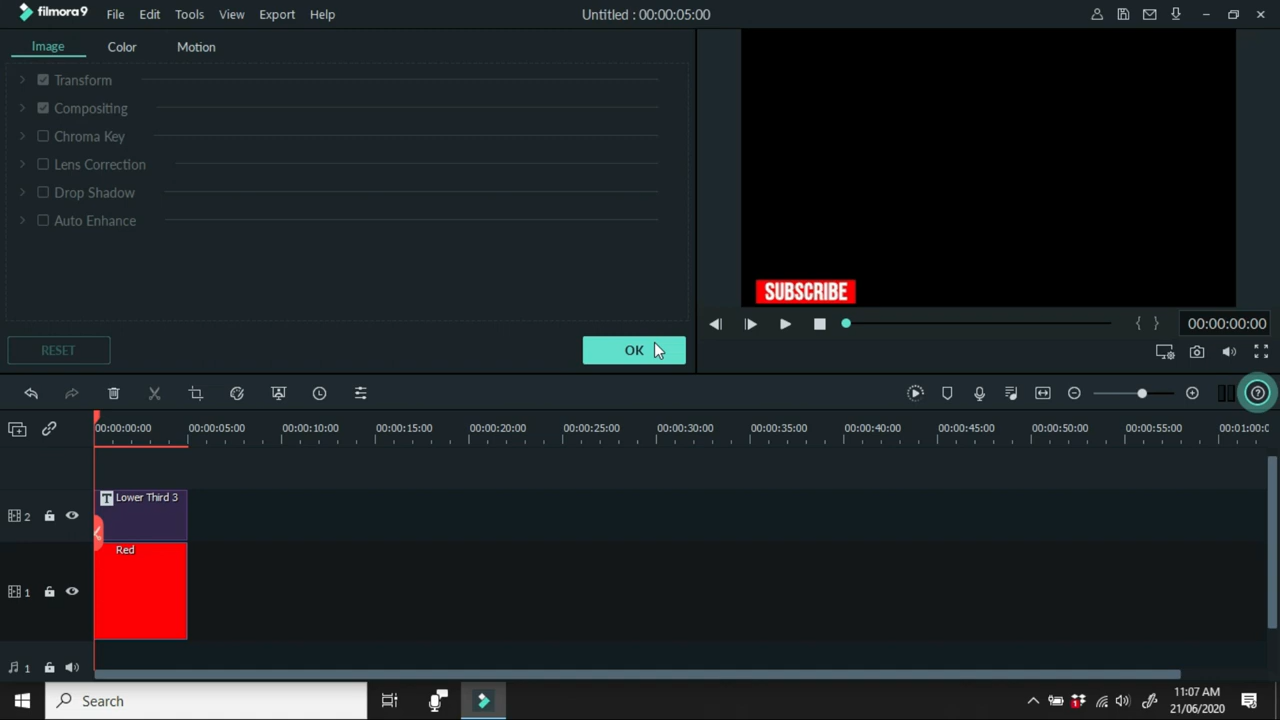 filmora9 File Edit Tools View Export Help Untitled : 00:00:05:00
Image Color Motion
Transform
Compositing
Chroma Key
Lens Correction
Drop Shadow
Auto Enhance
SUBSCRIBE
00:00:00:00
RESET OK
00:00:00:00 00:00:05:00 00:00:10:00 00:00:15:00 00:00:20:00 00:00:25:00 00:00:30:00 00:00:35:00 00:00:40:00 00:00:45:00 00:00:50:00 00:00:55:00 00:01:00:0
T Lower Third 3
2
Red
1
1
Search
11:07 AM
21/06/2020